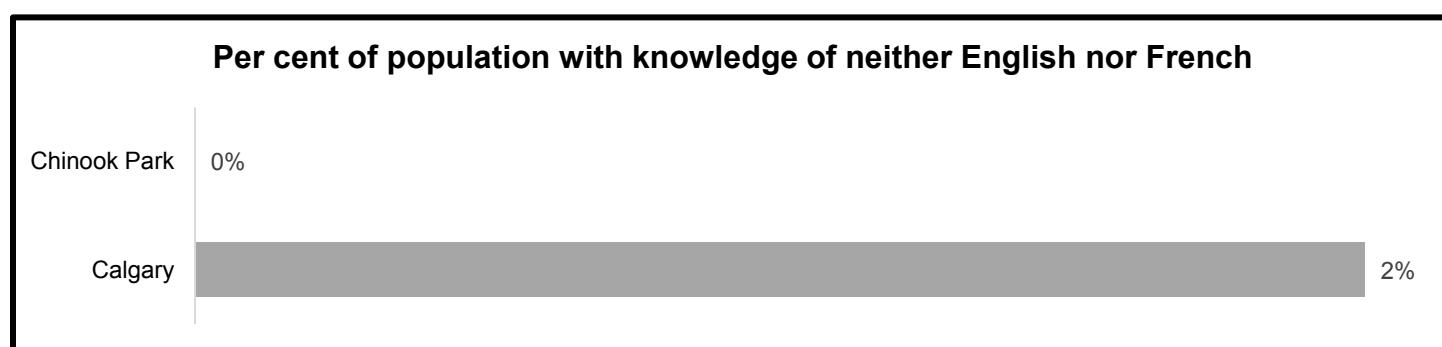 Per cent of population with knowledge of neither English nor French
Chinook Park 0%
Calgary 2%